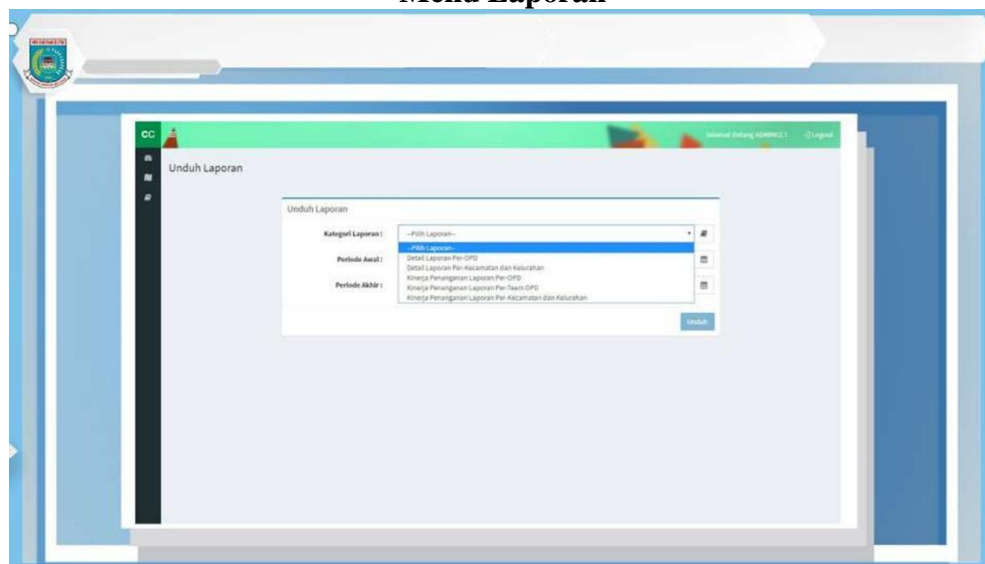 Menu Laporan
CC
Selamat Datang ADMINCC 1
Logout
Unduh Laporan
Unduh Laporan
Kategori Laporan :
--Pilih Laporan--
--Pilih Laporan--
Detail Laporan Per-OPD
Detail Laporan Per-Kecamatan dan Kelurahan
Kinerja Penanganan Laporan Per-OPD
Kinerja Penanganan Laporan Per-Team OPD
Kinerja Penanganan Laporan Per-Kecamatan dan Kelurahan
Periode Awal :
Periode Akhir :
Unduh